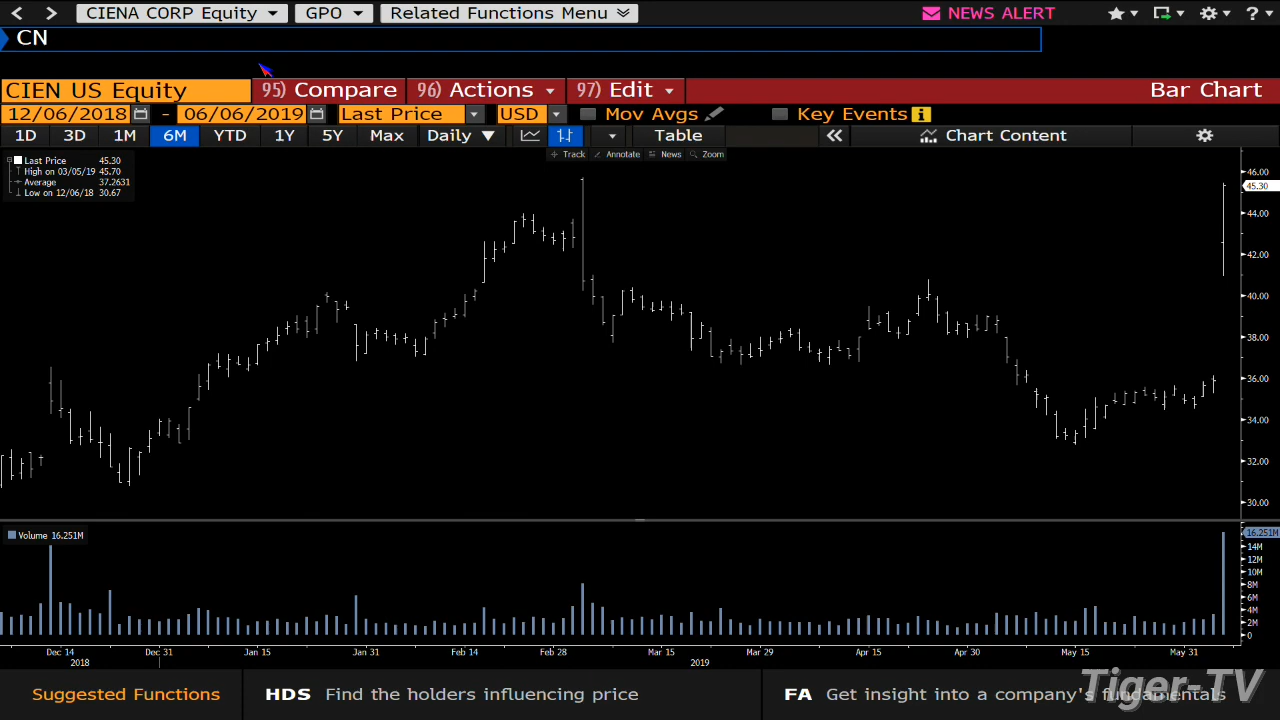 CIENA CORP Equity GPO Related Functions Menu NEWS ALERT ?
CN
CIEN US Equity 95) Compare 96) Actions 97) Edit Bar Chart
12/06/2018 - 06/06/2019 Last Price USD Mov Avgs Key Events i
1D 3D 1M 6M YTD 1Y 5Y Max Daily ▼ Table « Chart Content
Track Annotate News Zoom
Last Price 45.30
High on 03/05/19 45.70
Average 37.2631
Low on 12/06/18 30.67
46.00
45.30
44.00
42.00
40.00
38.00
36.00
34.00
32.00
30.00
Volume 16.251M
16.251M
14M
12M
10M
8M
6M
4M
2M
0
Dec 14 Dec 31 Jan 15 Jan 31 Feb 14 Feb 28 Mar 15 Mar 29 Apr 15 Apr 30 May 15 May 31
2018 2019
Suggested Functions HDS Find the holders influencing price FA Get insight into a company's fundamentals
Tiger-TV